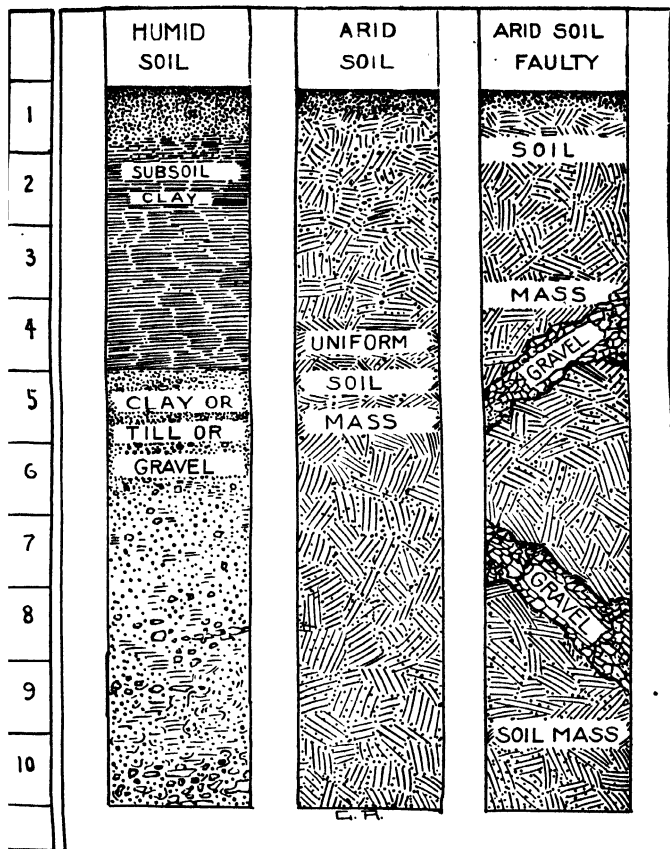 HUMID
SOIL
ARID
SOIL
ARID SOIL
FAULTY
1
2
3
4
5
6
7
8
9
10
SUBSOIL
CLAY
CLAY OR
TILL OR
GRAVEL
UNIFORM
SOIL
MASS
SOIL
MASS
GRAVEL
GRAVEL
SOIL MASS